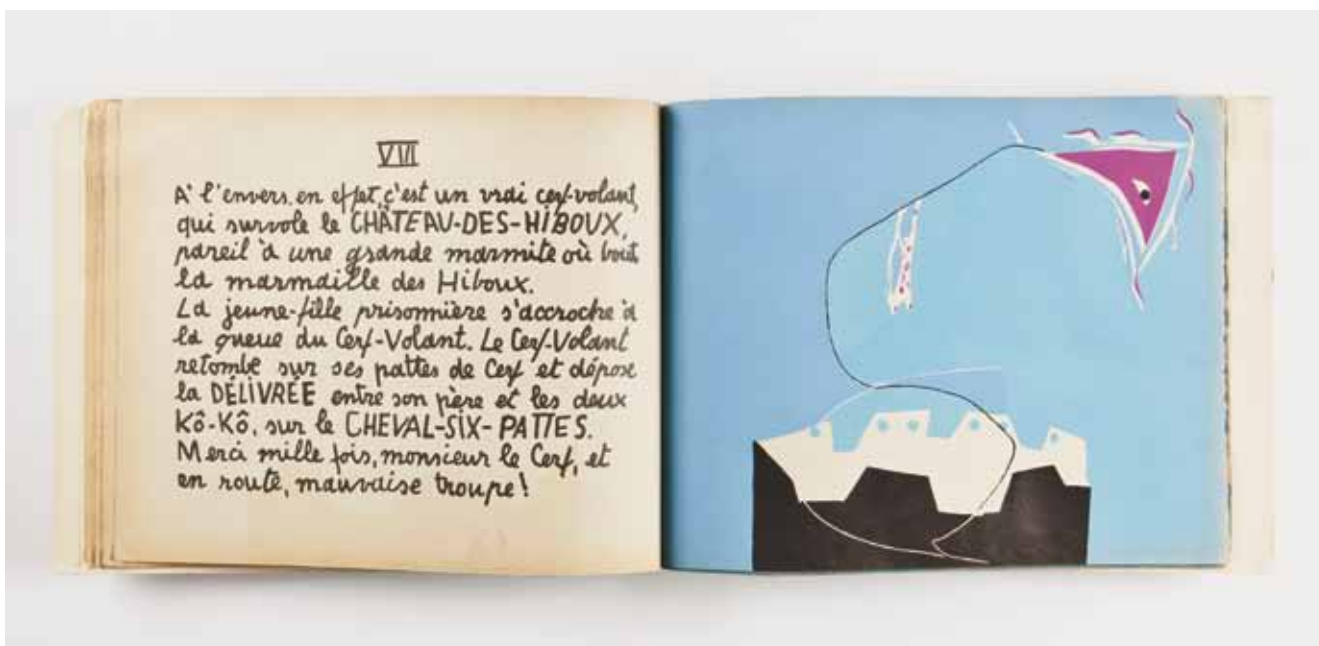 VII
A' l'envers, en effet, c'est un vrai cerf-volant,
qui survole le CHÂTEAU-DES-HIBOUX,
pareil à une grande marmite où bout
la marmaille des Hiboux.
La jeune-fille prisonnière s'accroche à
la queue du Cerf-Volant. Le Cerf-Volant
retombe sur ses pattes de Cerf et dépose
la DÉLIVRÉE entre son père et les deux
Kô-Kô, sur le CHEVAL-SIX-PATTES.
Merci mille fois, monsieur le Cerf, et
en route, mauvaise troupe!